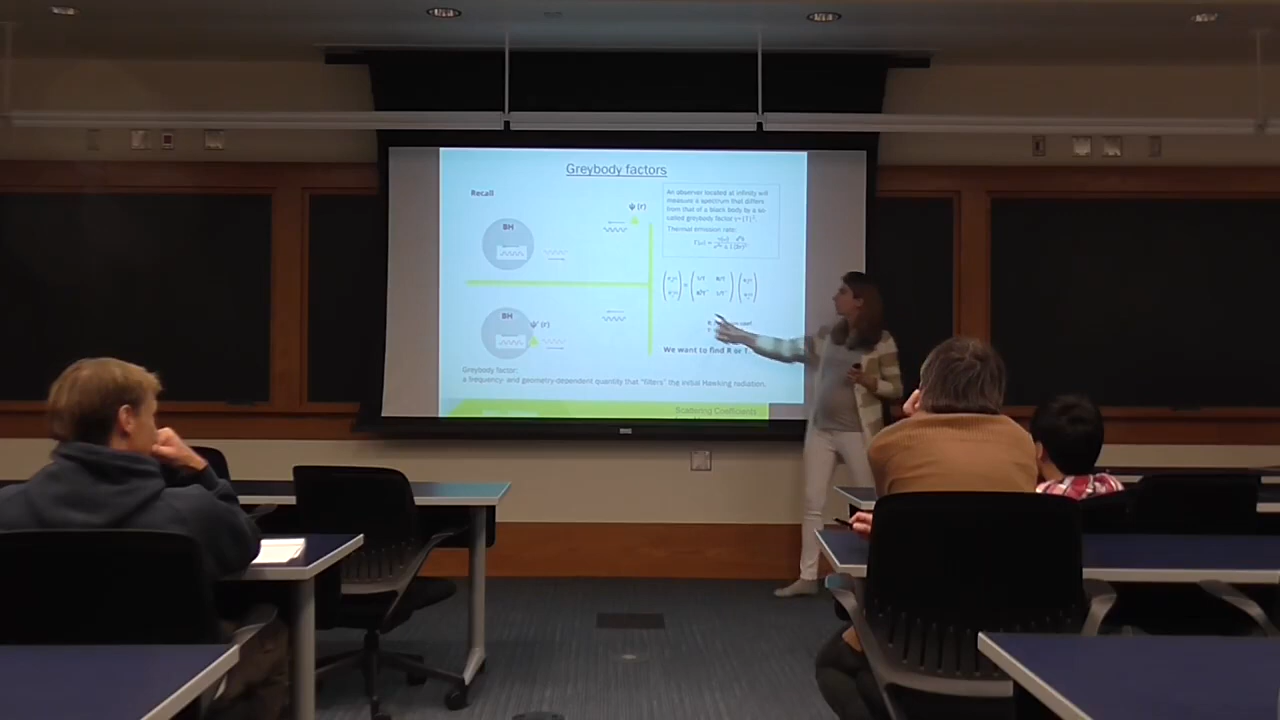 Greybody factors
Recall
ψ (r)
BH
An observer located at infinity will
measure a spectrum that differs
from that of a black body by a so-
called greybody factor γ=|T|².
Thermal emission rate:
BH
ψ' (r)
We want to find R or T
Greybody factor:
a frequency- and geometry-dependent quantity that "filters" the initial Hawking radiation.
Scattering Coefficients